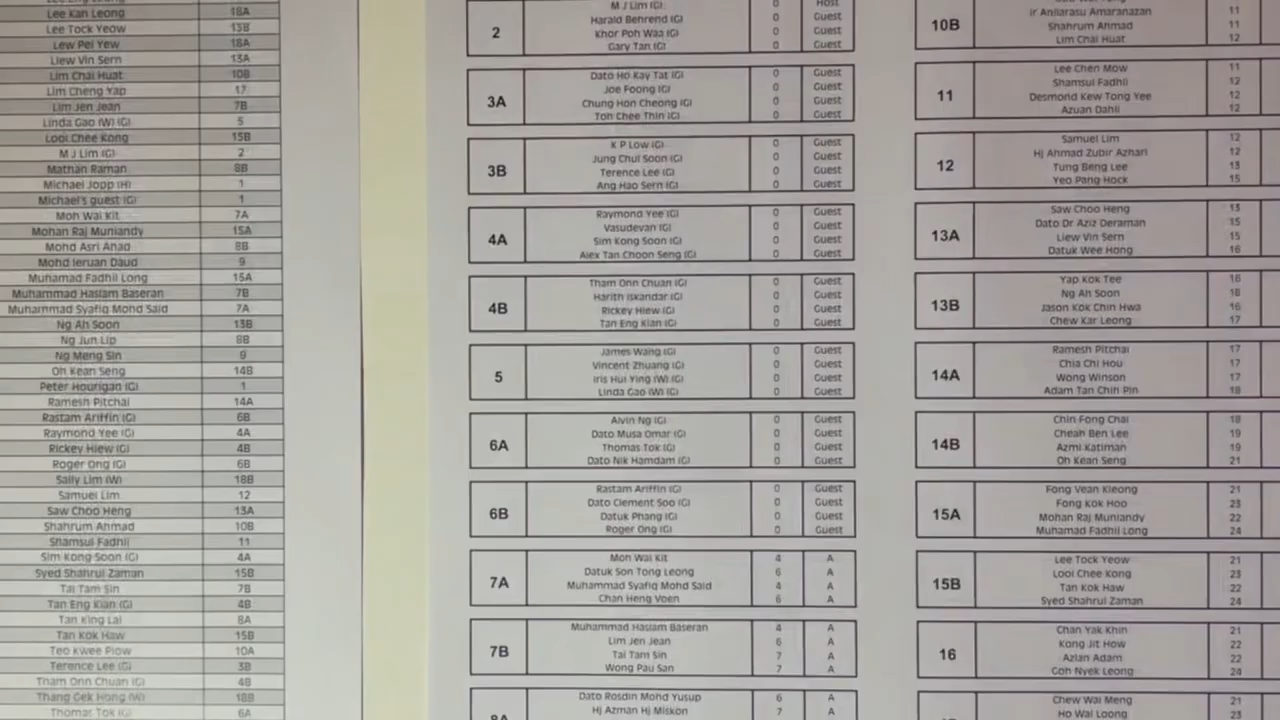 Lee Kan Leong 18A
Lee Tock Yeow 15B
Lew Pei Yew 18A
Liew Vin Sern 13A
Lim Chai Huat 10B
Lim Cheng Yap 17
Lim Jen Jean 7B
Linda Gao (W) (G) 5
Looi Chee Kong 15B
M J Lim (G) 2
Mathan Raman 8B
Michael Jopp (H) 1
Michael's guest (G) 1
Mon Wai Kit 7A
Mohan Raj Muniandy 15A
Mohd Asri Ahad 8B
Mohd Ieruan Daud 9
Muhamad Fadhil Long 15A
Muhammad Haslam Baseran 7B
Muhammad Syafiq Mohd Said 7A
Ng Ah Soon 13B
Ng Jun Lip 8B
Ng Meng Sin 9
Oh Kean Seng 14B
Peter Hourigan (G) 1
Ramesh Pitchai 14A
Rastam Ariffin (G) 6B
Raymond Yee (G) 4A
Rickey Hiew (G) 4B
Roger Ong (G) 6B
Sally Lim (W) 18B
Samuel Lim 12
Saw Choo Heng 13A
Shahrum Ahmad 10B
Shamsul Fadhli 11
Sim Kong Soon (G) 4A
Syed Shahrul Zaman 15B
Tai Tam Sin 7B
Tan Eng Kian (G) 4B
Tan King Lai 8A
Tan Kok Haw 15B
Teo Kwee Piow 10A
Terence Lee (G) 3B
Tham Onn Chuan (G) 4B
Thang Gek Hong (W) 18B
Thomas Tok (G) 6A
2
M J Lim (G) 0 Host
Harald Behrend (G) 0 Guest
Khor Poh Waa (G) 0 Guest
Gary Tan (G) 0 Guest
3A
Dato Ho Kay Tat (G) 0 Guest
Joe Foong (G) 0 Guest
Chung Hon Cheong (G) 0 Guest
Toh Chee Thin (G) 0 Guest
3B
K P Low (G) 0 Guest
Jung Chul Soon (G) 0 Guest
Terence Lee (G) 0 Guest
Ang Hao Sern (G) 0 Guest
4A
Raymond Yee (G) 0 Guest
Vasudevan (G) 0 Guest
Sim Kong Soon (G) 0 Guest
Alex Tan Choon Seng (G) 0 Guest
4B
Tham Onn Chuan (G) 0 Guest
Harith Iskandar (G) 0 Guest
Rickey Hiew (G) 0 Guest
Tan Eng Kian (G) 0 Guest
5
James Wang (G) 0 Guest
Vincent Zhuang (G) 0 Guest
Iris Hui Ying (W) (G) 0 Guest
Linda Gao (W) (G) 0 Guest
6A
Alvin Ng (G) 0 Guest
Dato Musa Omar (G) 0 Guest
Thomas Tok (G) 0 Guest
Dato Nik Hamdam (G) 0 Guest
6B
Rastam Ariffin (G) 0 Guest
Dato Clement Soo (G) 0 Guest
Datuk Phang (G) 0 Guest
Roger Ong (G) 0 Guest
7A
Mon Wai Kit 4 A
Datuk Son Tong Leong 6 A
Muhammad Syafiq Mohd Said 4 A
Chan Heng Voen 6 A
7B
Muhammad Haslam Baseran 4 A
Lim Jen Jean 6 A
Tai Tam Sin 7 A
Wong Pau San 7 A
8A
Dato Rosdin Mohd Yusup 6 A
Hj Azman Hj Miskon 7 A
10B
Ir Anbarasu Amaranazan 11
Shahrum Ahmad 11
Lim Chai Huat 12
11
Lee Chen Mow 11
Shamsul Fadhli 12
Desmond Kew Tong Yee 12
Azuan Dahli 12
12
Samuel Lim 12
Hj Ahmad Zubir Azhari 12
Tung Beng Lee 13
Yeo Pang Hock 15
13A
Saw Choo Heng 13
Dato Dr Aziz Deraman 15
Liew Vin Sern 15
Datuk Wee Hong 16
13B
Yap Kok Tee 16
Ng Ah Soon 18
Jason Kok Chin Hwa 16
Chew Kar Leong 17
14A
Ramesh Pitchai 17
Chia Chi Hou 17
Wong Winson 17
Adam Tan Chih Pin 18
14B
Chin Fong Chai 18
Cheah Ben Lee 19
Azmi Katiman 19
Oh Kean Seng 21
15A
Fong Vean Kieong 21
Fong Kok Hoo 23
Mohan Raj Muniandy 22
Muhamad Fadhil Long 24
15B
Lee Tock Yeow 21
Looi Chee Kong 23
Tan Kok Haw 22
Syed Shahrul Zaman 24
16
Chan Yak Khin 21
Kong Jit How 22
Azlan Adam 22
Goh Nyek Leong 24
Chew Wai Meng 21
Ho Wai Loong 23